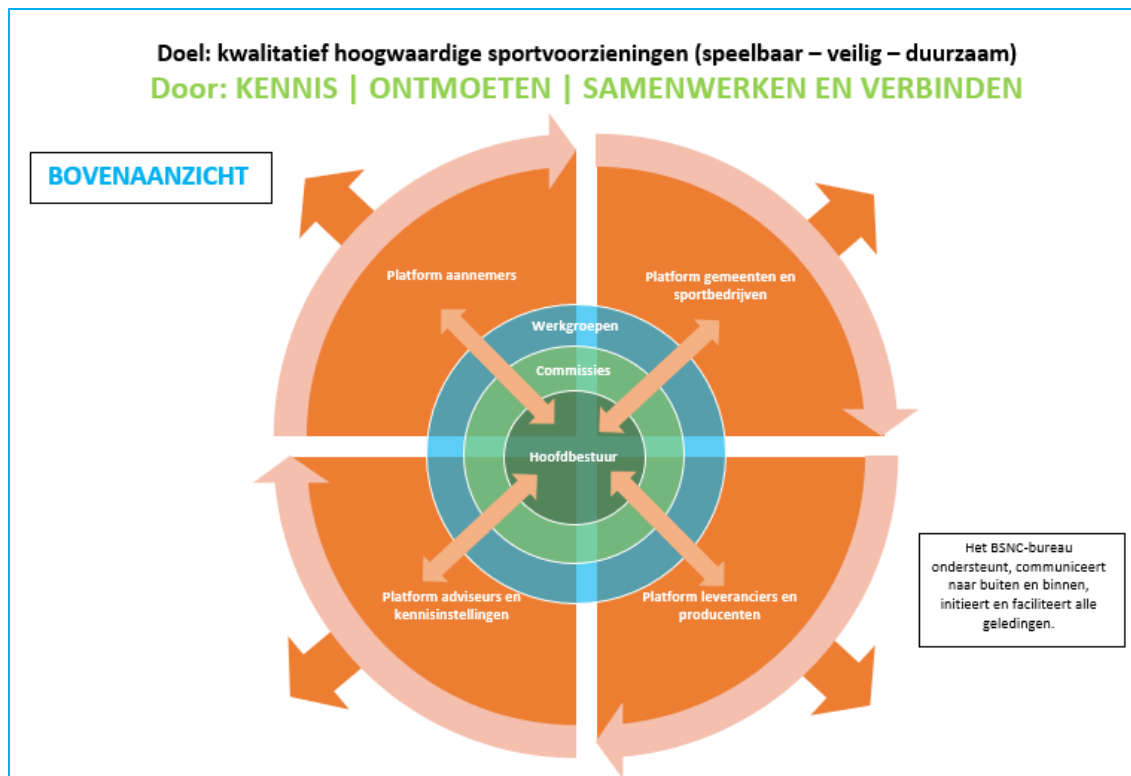 Doel: kwalitatief hoogwaardige sportvoorzieningen (speelbaar – veilig – duurzaam)
Door: KENNIS | ONTMOETEN | SAMENWERKEN EN VERBINDEN
BOVENAANZICHT
Platform aannemers
Platform gemeenten en
sportbedrijven
Werkgroepen
Commissies
Hoofdbestuur
Platform adviseurs en
kennisinstellingen
Platform leveranciers en
producenten
Het BSNC-bureau
ondersteunt, communiceert
naar buiten en binnen,
initieert en faciliteert alle
geledingen.